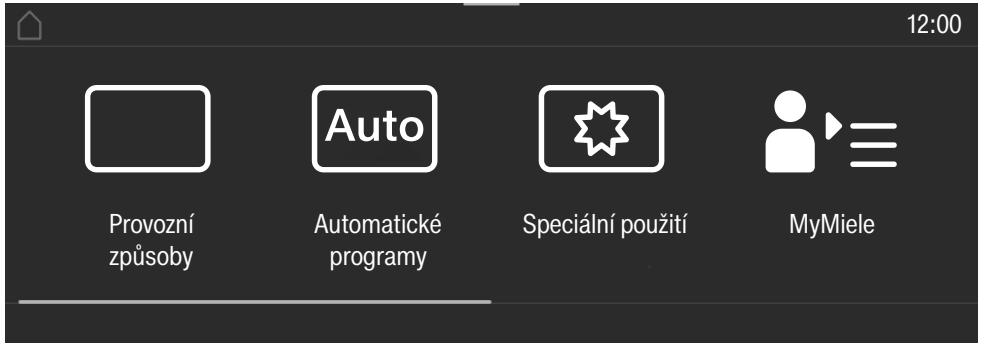 12:00
Auto
Provozní
způsoby
Automatické
programy
Speciální použití
MyMiele